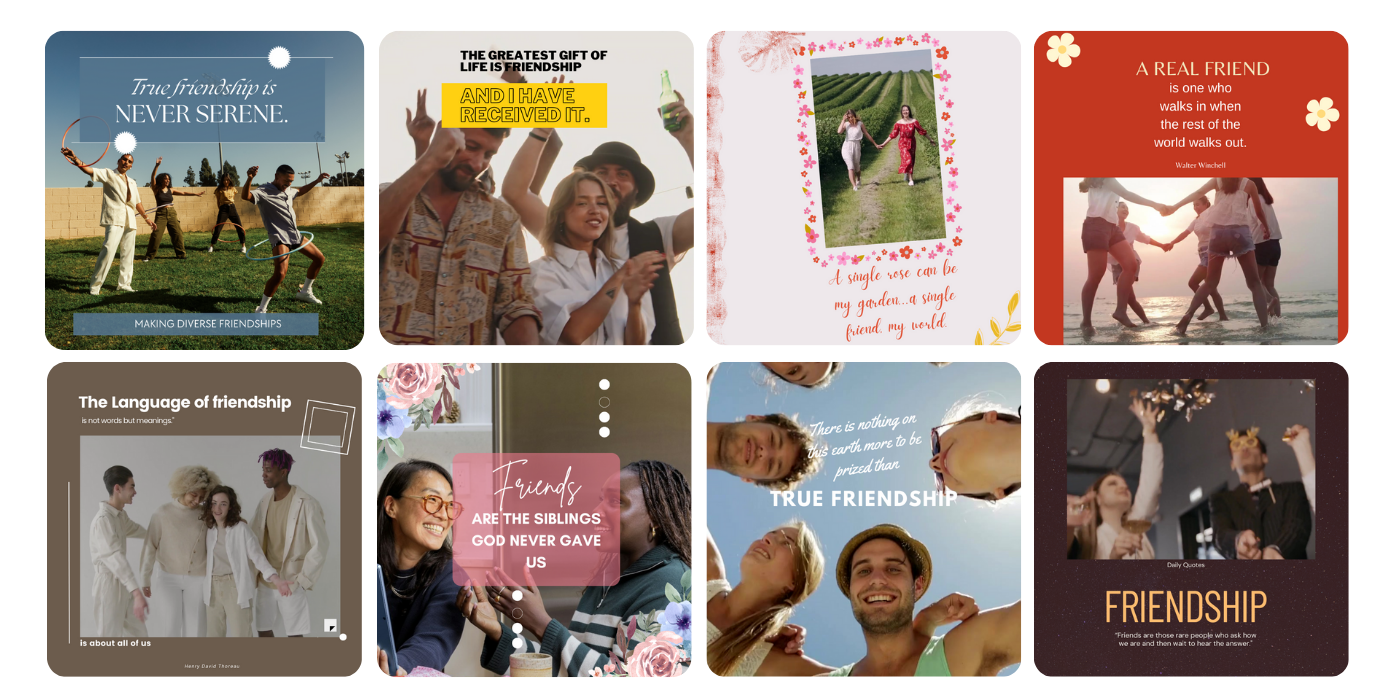 True friendship is
NEVER SERENE.
MAKING DIVERSE FRIENDSHIPS
THE GREATEST GIFT OF
LIFE IS FRIENDSHIP
AND I HAVE
RECEIVED IT.
A single rose can be
my garden...a single
friend, my world.
A REAL FRIEND
is one who
walks in when
the rest of the
world walks out.
Walter Winchell
The Language of friendship
is not words but meanings."
is about all of us
Henry David Thoreau
Friends
ARE THE SIBLINGS
GOD NEVER GAVE
US
There is nothing on
this earth more to be
prized than
TRUE FRIENDSHIP
Daily Quotes
FRIENDSHIP
"Friends are those rare people who ask how
we are and then wait to hear the answer."